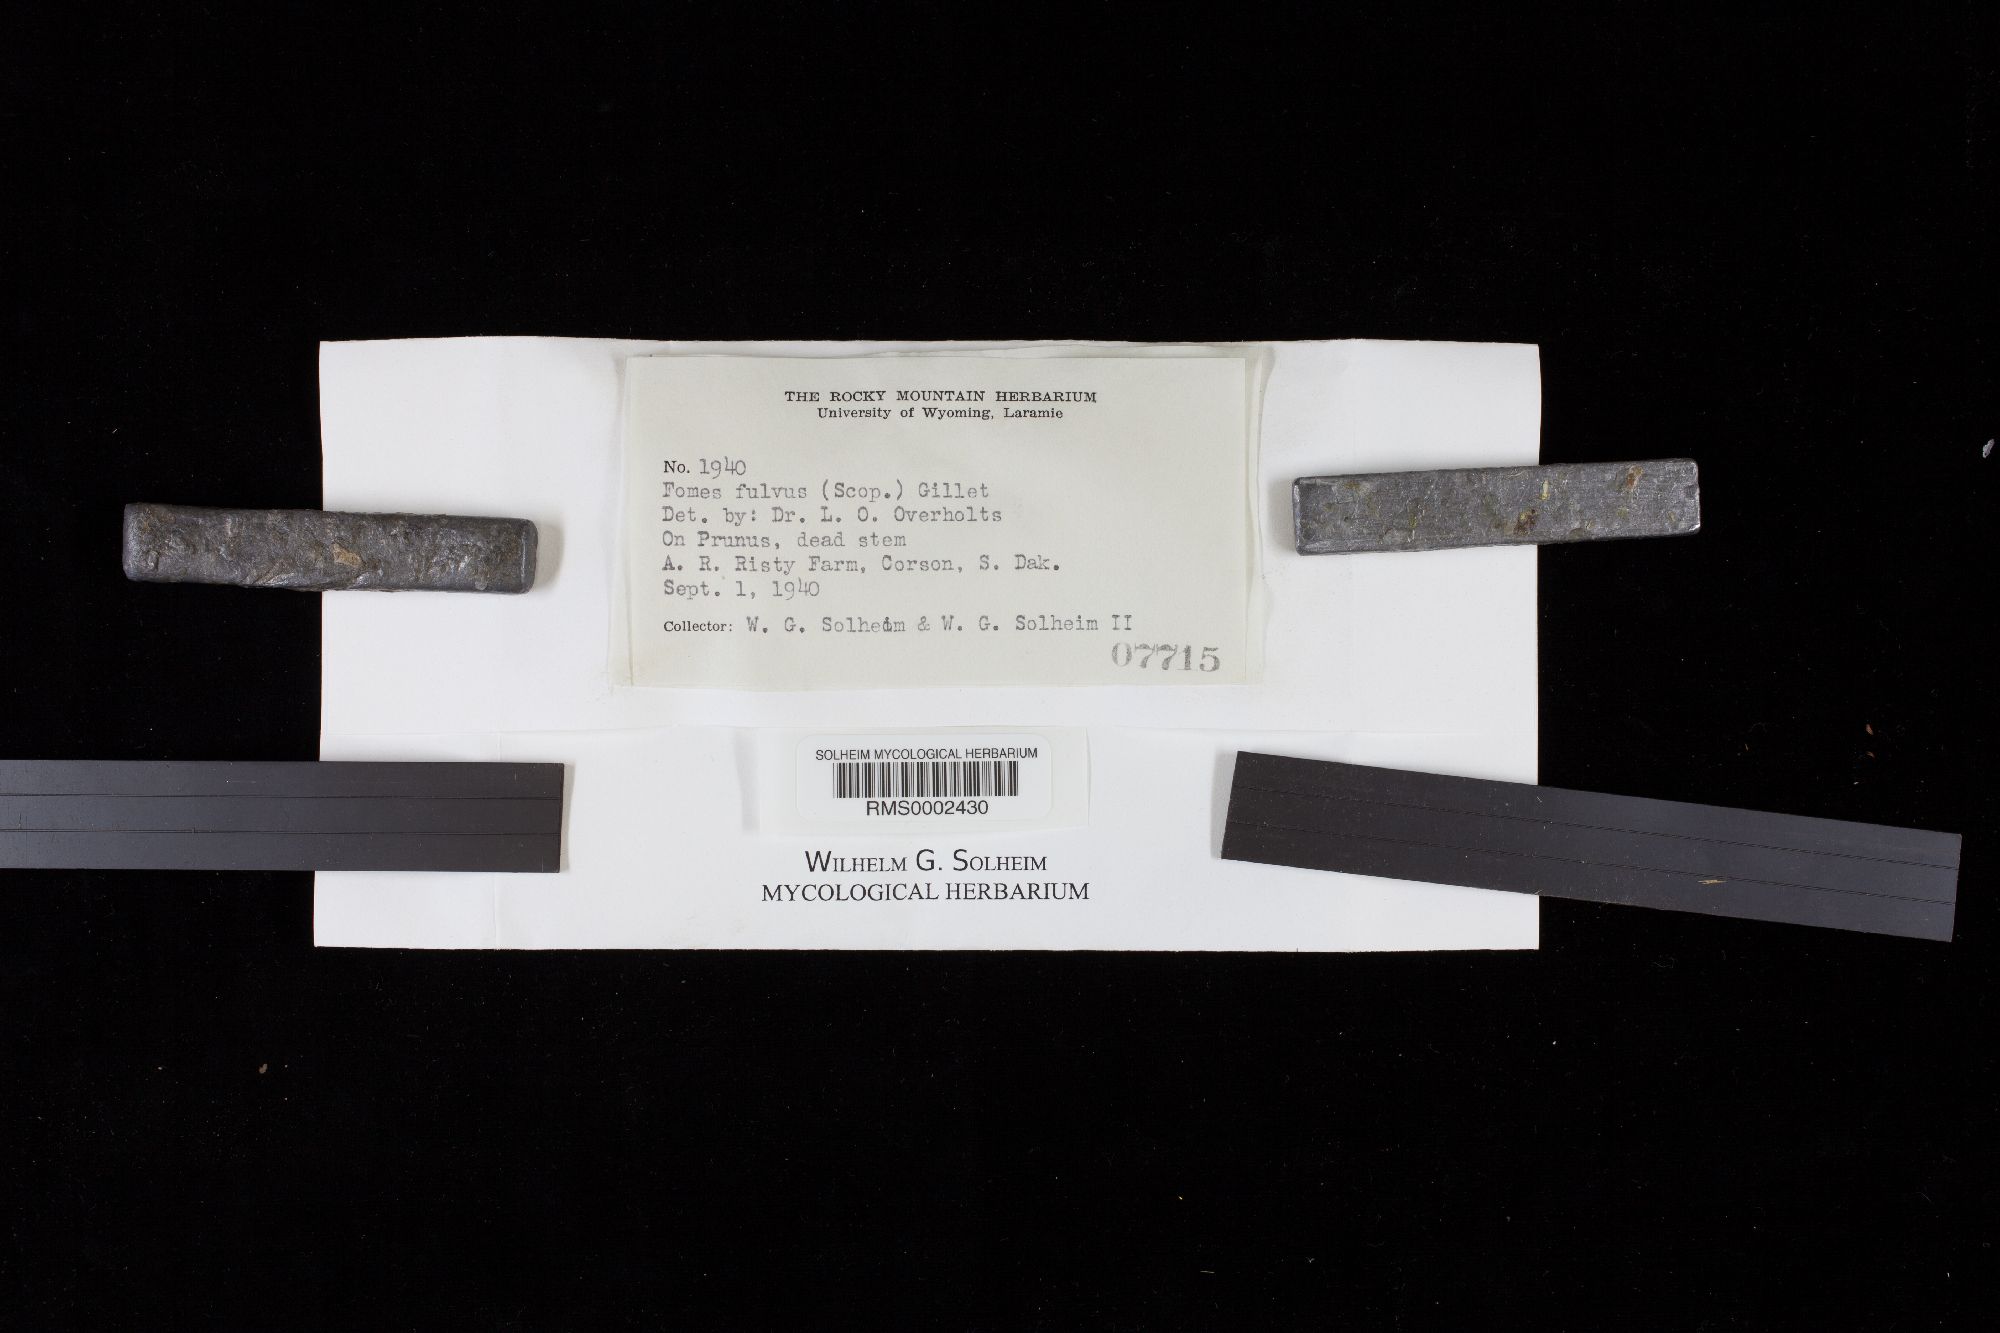 THE ROCKY MOUNTAIN HERBARIUM
University of Wyoming, Laramie
No. 1940
Fomes fulvus (Scop.) Gillet
Det. by: Dr. L. O. Overholts
On Prunus, dead stem
A. R. Risty Farm, Corson, S. Dak.
Sept. 1, 1940
Collector: W. G. Solheim & W. G. Solheim II
07715
SOLHEIM MYCOLOGICAL HERBARIUM
RMS0002430
WILHELM G. SOLHEIM
MYCOLOGICAL HERBARIUM